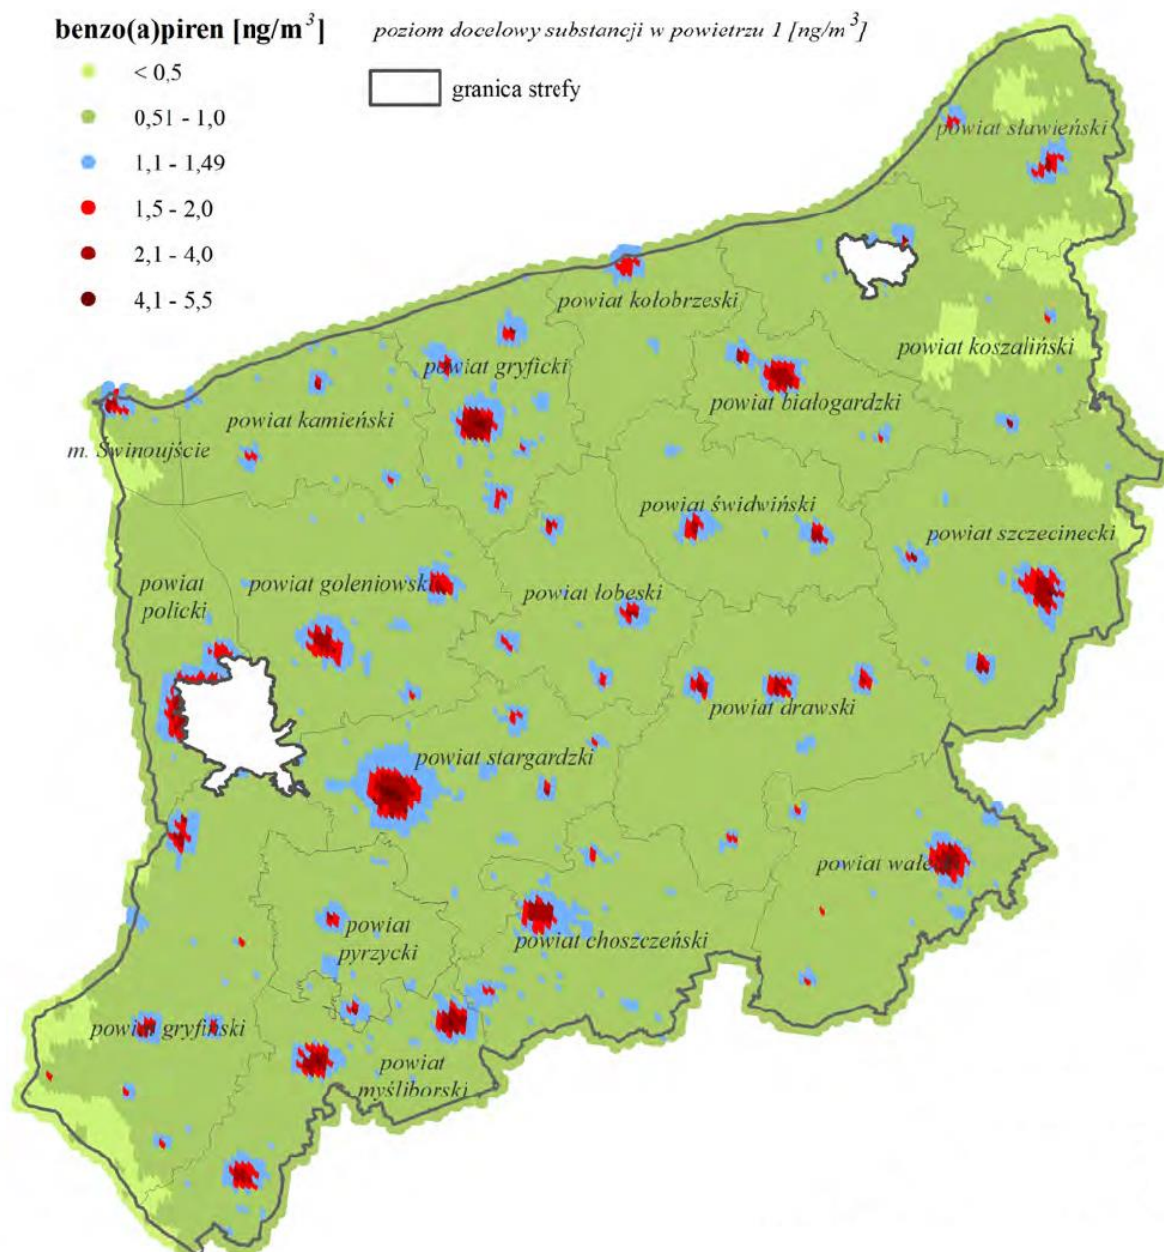 benzo(a)piren [ng/m³]
poziom docelowy substancji w powietrzu 1 [ng/m³]
< 0,5
granica strefy
0,51 - 1,0
1,1 - 1,49
1,5 - 2,0
2,1 - 4,0
4,1 - 5,5
powiat sławieński
powiat kołobrzeski
powiat koszaliński
powiat gryficki
powiat białogardzki
powiat kamieński
m. Świnoujście
powiat świdwiński
powiat szczecinecki
powiat goleniowski
powiat
policki
powiat łobeski
powiat drawski
powiat stargardzki
powiat
powiat
pyrzycki
powiat choszczeński
powiat gryfiński
powiat
myśliborski